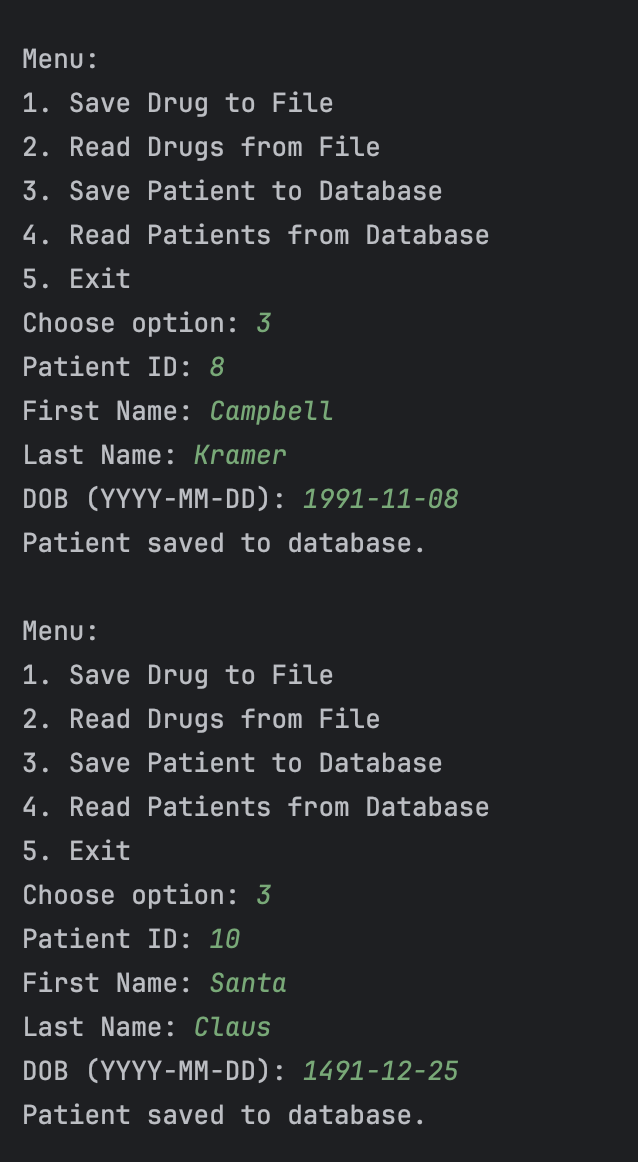 Menu:
1. Save Drug to File
2. Read Drugs from File
3. Save Patient to Database
4. Read Patients from Database
5. Exit
Choose option: 3
Patient ID: 8
First Name: Campbell
Last Name: Kramer
DOB (YYYY-MM-DD): 1991-11-08
Patient saved to database.
Menu:
1. Save Drug to File
2. Read Drugs from File
3. Save Patient to Database
4. Read Patients from Database
5. Exit
Choose option: 3
Patient ID: 10
First Name: Santa
Last Name: Claus
DOB (YYYY-MM-DD): 1491-12-25
Patient saved to database.